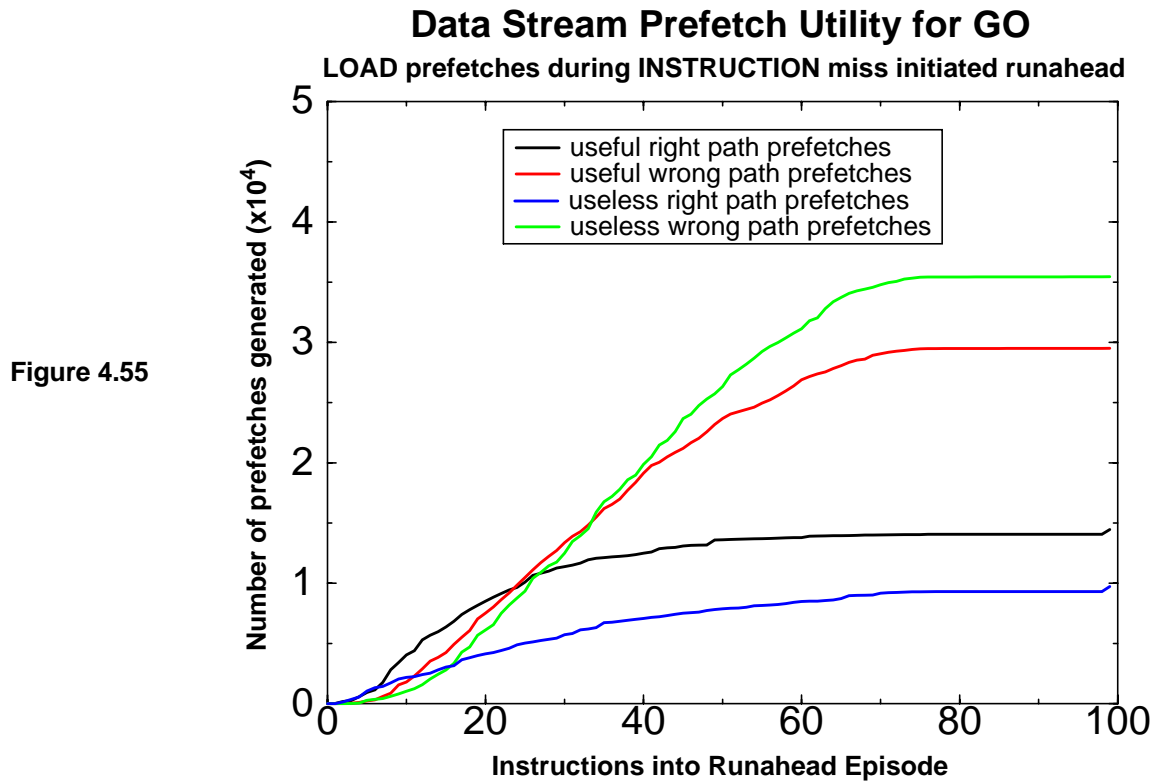 Data Stream Prefetch Utility for GO
LOAD prefetches during INSTRUCTION miss initiated runahead
Figure 4.55
Number of prefetches generated (x10⁴)
5
4
3
2
1
0
useful right path prefetches
useful wrong path prefetches
useless right path prefetches
useless wrong path prefetches
0 20 40 60 80 100
Instructions into Runahead Episode